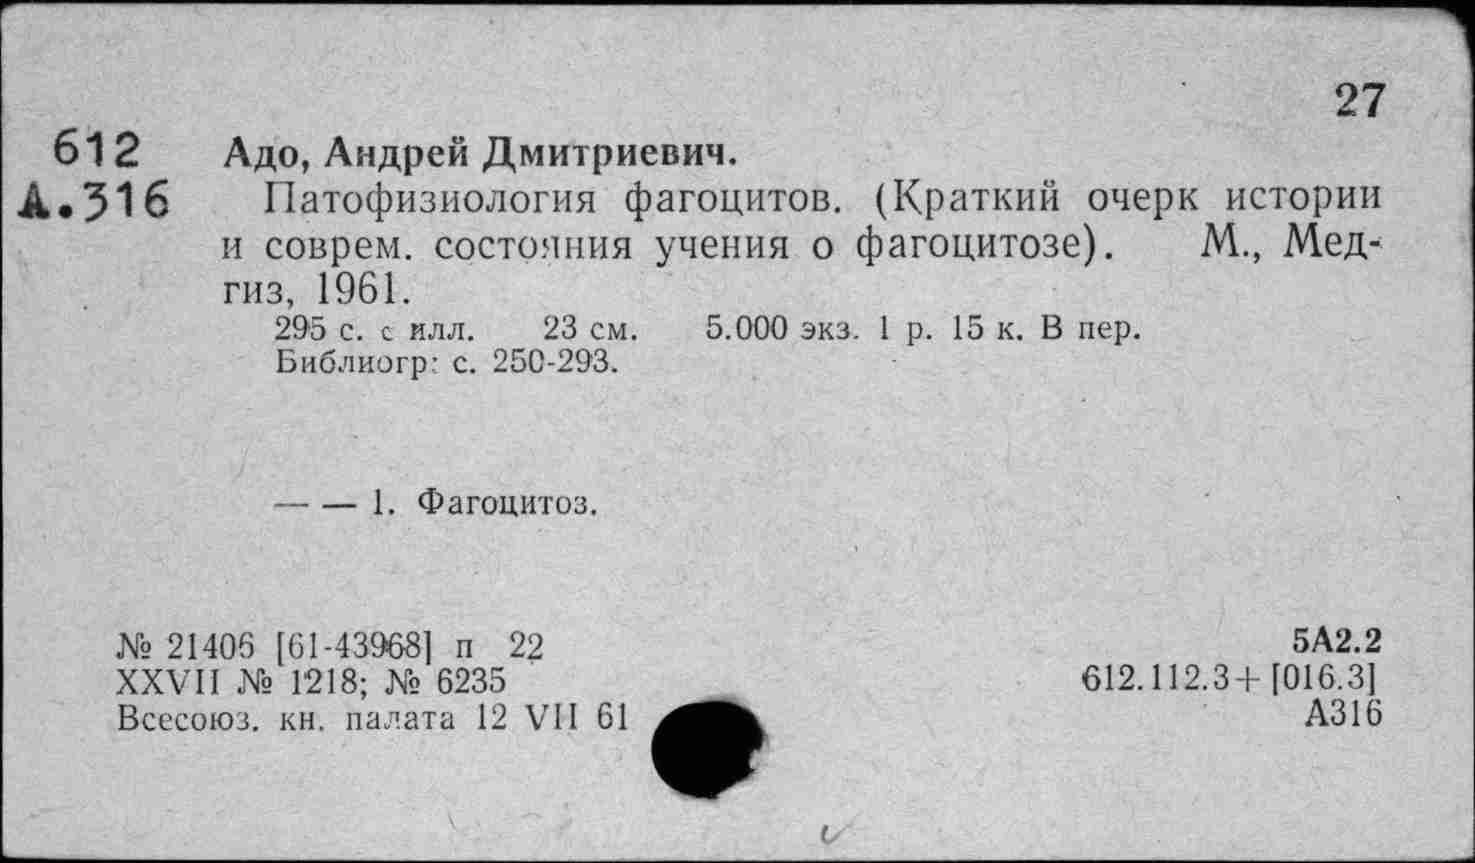 27
612 Адо, Андрей Дмитриевич.
А.316 Патофизиология фагоцитов. (Краткий очерк истории
и соврем. состояния учения о фагоцитозе). М., Мед-
гиз, 1961.
295 с. с илл. 23 см. 5.000 экз. 1 р. 15 к. В пер.
Библиогр: с. 250-293.
— — 1. Фагоцитоз.
№ 21406 [61-43968] п 22 5А2.2
XXVII № 1218; № 6235 612.112.3+[016.3]
Всесоюз. кн. палата 12 VII 61 А316